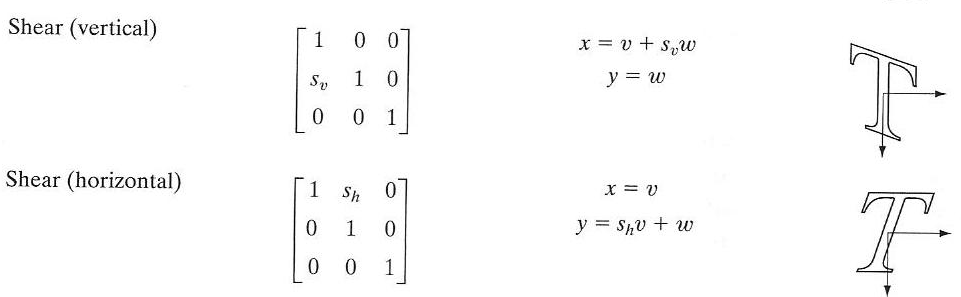 Shear (vertical)
[1 0 0]
[s_v 1 0]
[0 0 1]
x = v + s_v w
y = w
T
Shear (horizontal)
[1 s_h 0]
[0 1 0]
[0 0 1]
x = v
y = s_h v + w
T